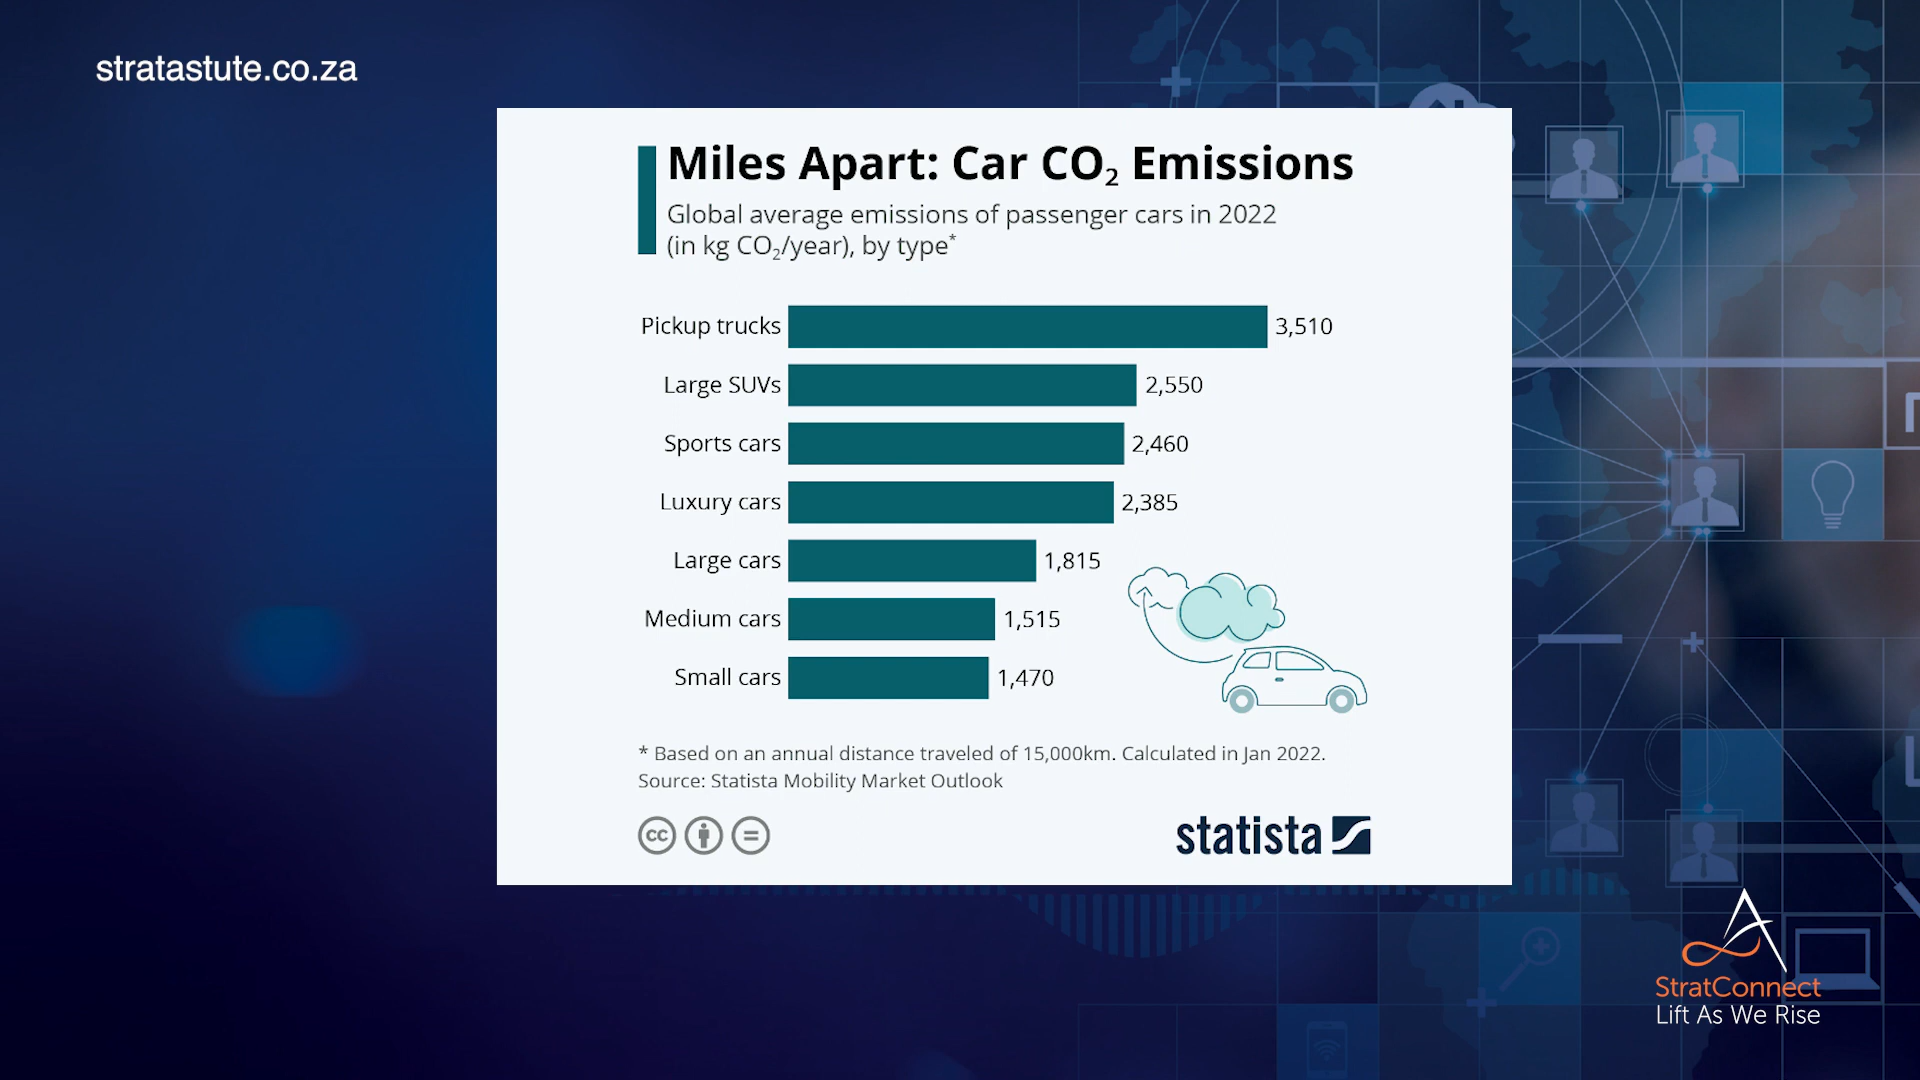 stratastute.co.za
Miles Apart: Car CO₂ Emissions
Global average emissions of passenger cars in 2022
(in kg CO₂/year), by type*
Pickup trucks 3,510
Large SUVs 2,550
Sports cars 2,460
Luxury cars 2,385
Large cars 1,815
Medium cars 1,515
Small cars 1,470
* Based on an annual distance traveled of 15,000km. Calculated in Jan 2022.
Source: Statista Mobility Market Outlook
cc
statista
StratConnect
Lift As We Rise